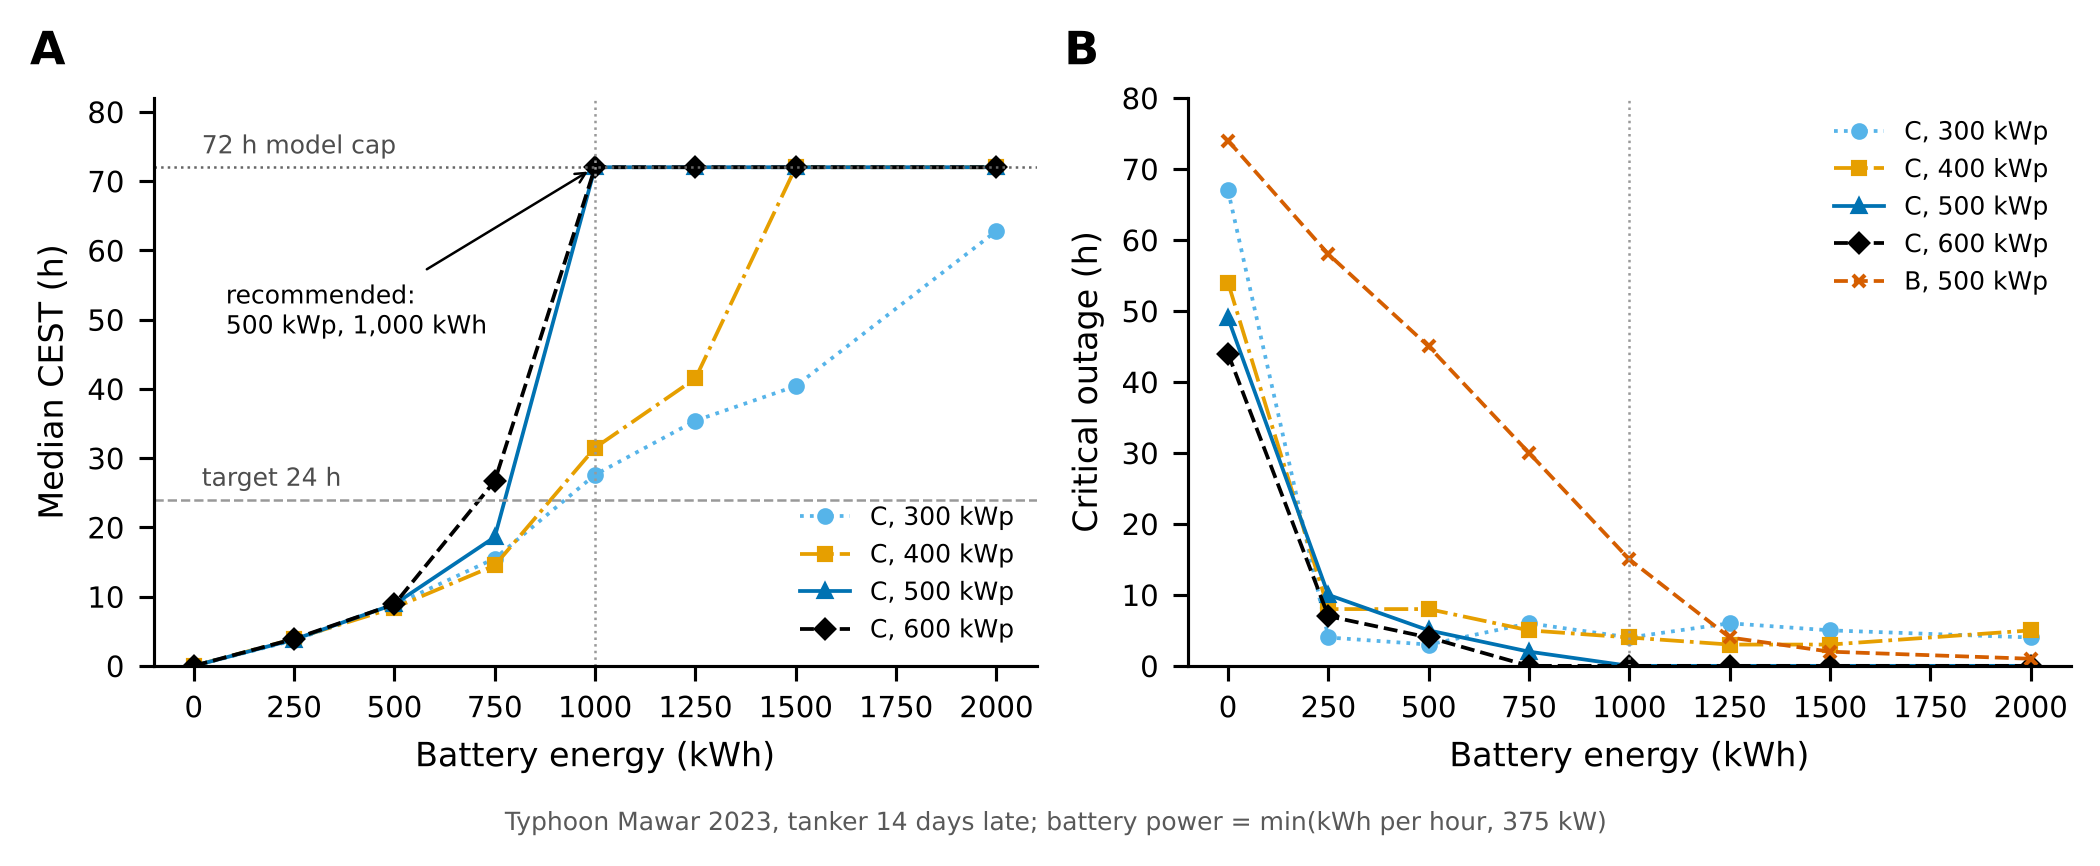 A
80
70
60
50
40
30
20
10
0
Median CEST (h)
72 h model cap
recommended:
500 kWp, 1,000 kWh
target 24 h
C, 300 kWp
C, 400 kWp
C, 500 kWp
C, 600 kWp
0 250 500 750 1000 1250 1500 1750 2000
Battery energy (kWh)
B
80
70
60
50
40
30
20
10
0
Critical outage (h)
C, 300 kWp
C, 400 kWp
C, 500 kWp
C, 600 kWp
B, 500 kWp
0 250 500 750 1000 1250 1500 1750 2000
Battery energy (kWh)
Typhoon Mawar 2023, tanker 14 days late; battery power = min(kWh per hour, 375 kW)